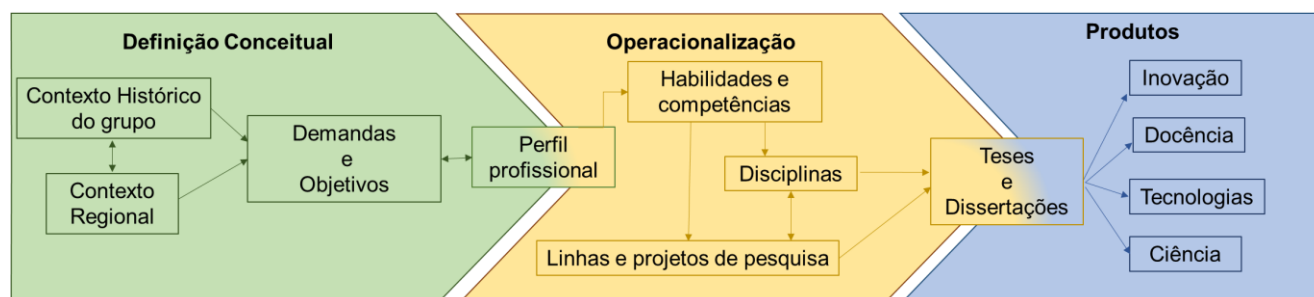 Definição Conceitual
Contexto Histórico
do grupo
Contexto
Regional
Demandas
e
Objetivos
Perfil
profissional
Operacionalização
Habilidades e
competências
Disciplinas
Linhas e projetos de pesquisa
Teses
e
Dissertações
Produtos
Inovação
Docência
Tecnologias
Ciência